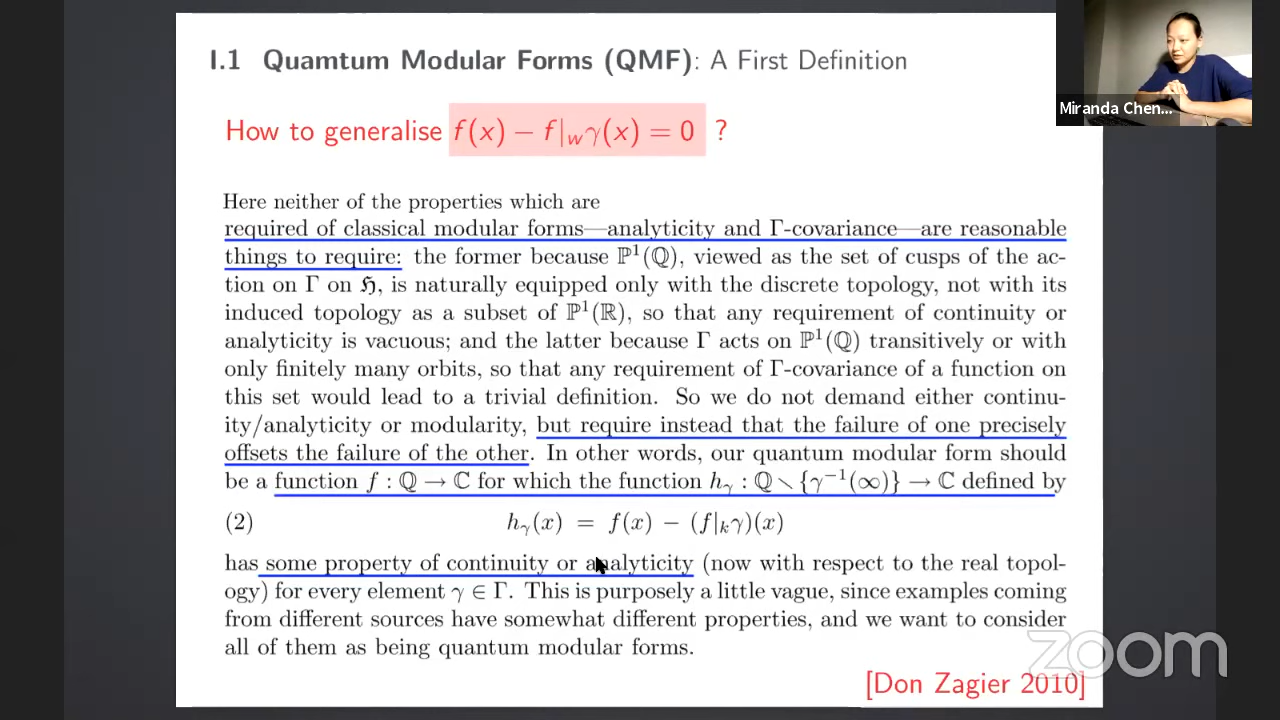 I.1 Quamtum Modular Forms (QMF): A First Definition
Miranda Chen...
How to generalise f(x) − f|_wγ(x) = 0 ?
Here neither of the properties which are
required of classical modular forms—analyticity and Γ-covariance—are reasonable
things to require: the former because ℙ¹(ℚ), viewed as the set of cusps of the ac-
tion on Γ on ℌ, is naturally equipped only with the discrete topology, not with its
induced topology as a subset of ℙ¹(ℝ), so that any requirement of continuity or
analyticity is vacuous; and the latter because Γ acts on ℙ¹(ℚ) transitively or with
only finitely many orbits, so that any requirement of Γ-covariance of a function on
this set would lead to a trivial definition. So we do not demand either continu-
ity/analyticity or modularity, but require instead that the failure of one precisely
offsets the failure of the other. In other words, our quantum modular form should
be a function f : ℚ → ℂ for which the function h_γ : ℚ ∖ {γ⁻¹(∞)} → ℂ defined by
(2) h_γ(x) = f(x) − (f|_kγ)(x)
has some property of continuity or analyticity (now with respect to the real topol-
ogy) for every element γ ∈ Γ. This is purposely a little vague, since examples coming
from different sources have somewhat different properties, and we want to consider
all of them as being quantum modular forms.
zoom
[Don Zagier 2010]